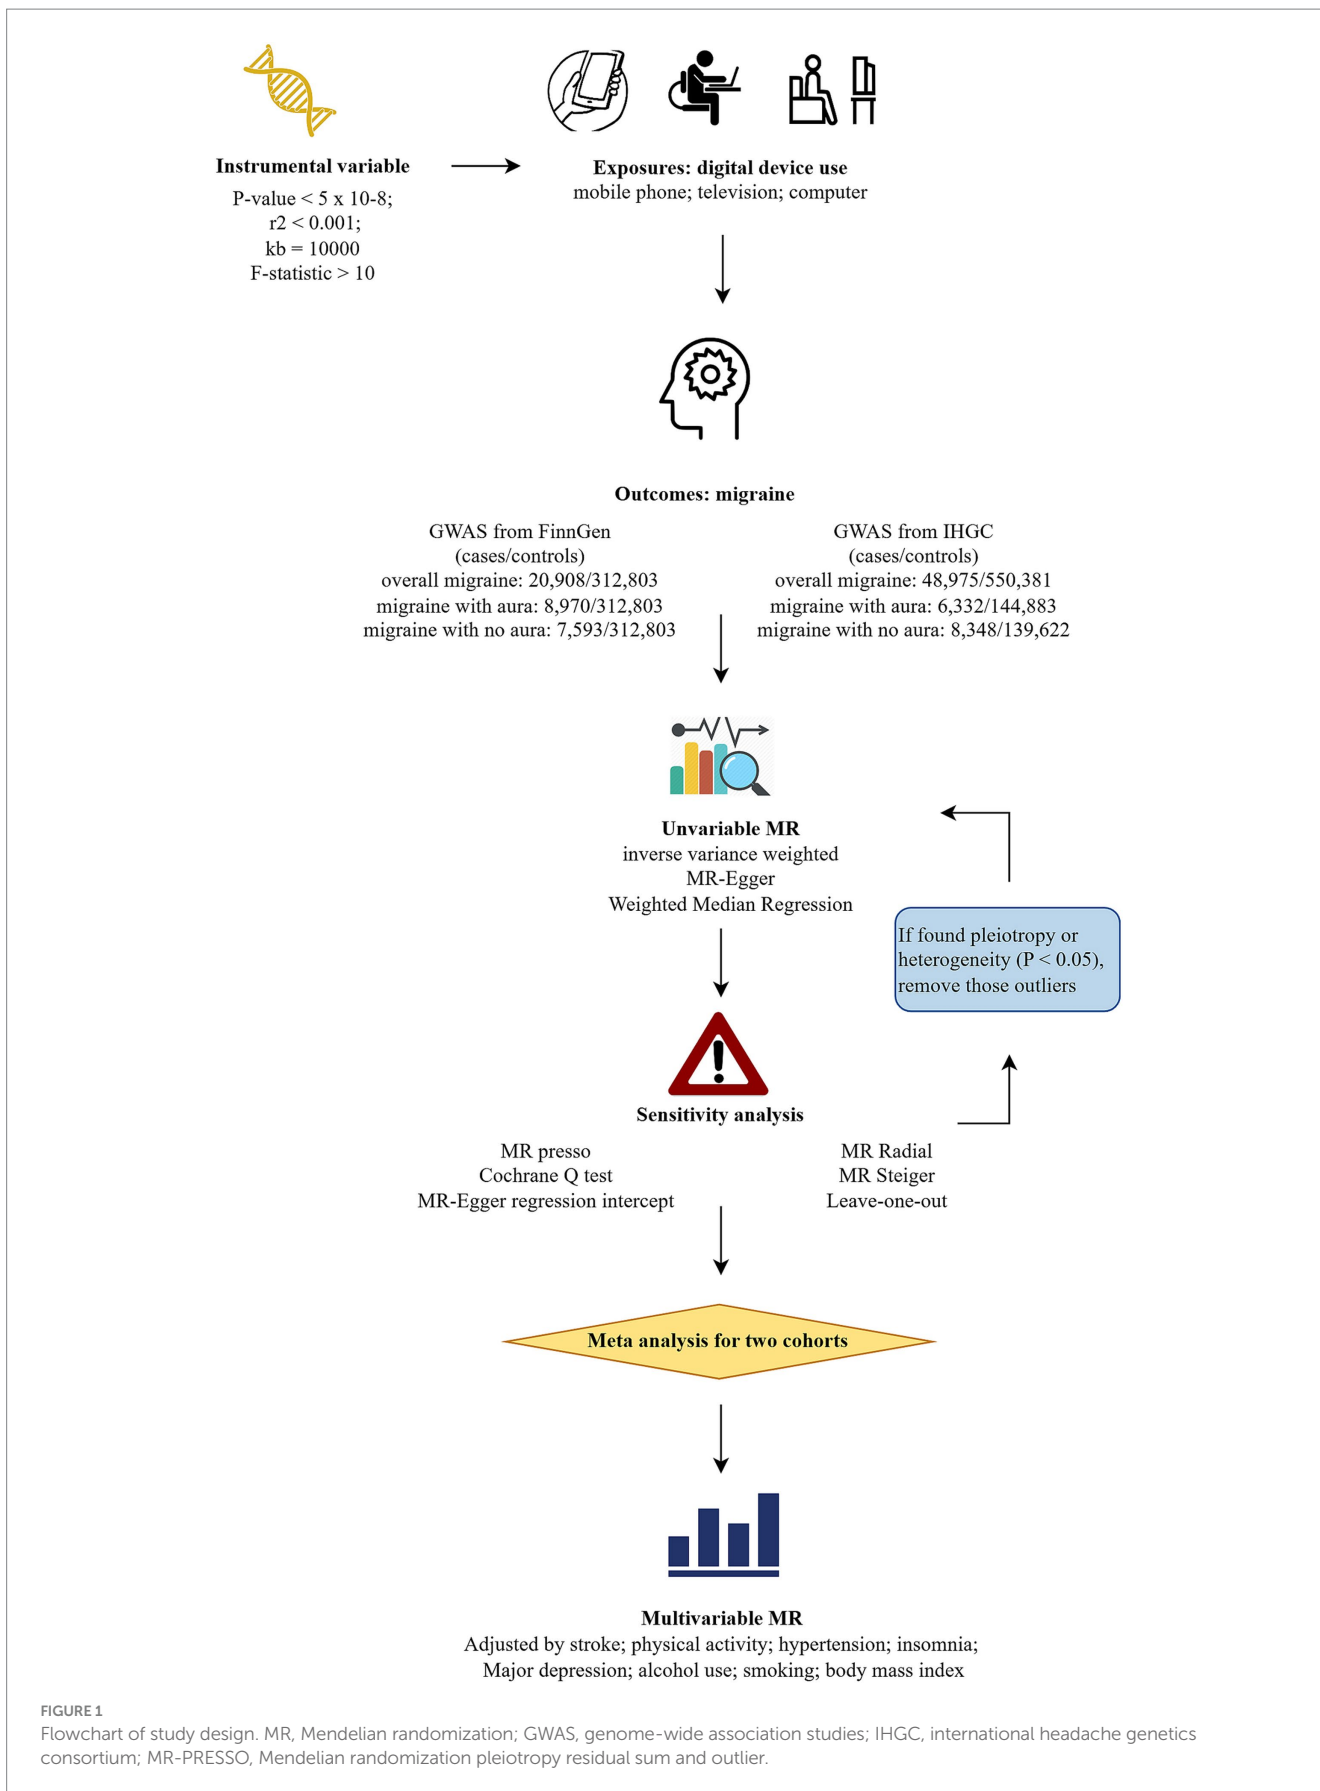 Instrumental variable
P-value < 5 x 10-8;
r2 < 0.001;
kb = 10000
F-statistic > 10
Exposures: digital device use
mobile phone; television; computer
Outcomes: migraine
GWAS from FinnGen
(cases/controls)
overall migraine: 20,908/312,803
migraine with aura: 8,970/312,803
migraine with no aura: 7,593/312,803
GWAS from IHGC
(cases/controls)
overall migraine: 48,975/550,381
migraine with aura: 6,332/144,883
migraine with no aura: 8,348/139,622
Unvariable MR
inverse variance weighted
MR-Egger
Weighted Median Regression
If found pleiotropy or
heterogeneity (P < 0.05),
remove those outliers
Sensitivity analysis
MR presso
Cochrane Q test
MR-Egger regression intercept
MR Radial
MR Steiger
Leave-one-out
Meta analysis for two cohorts
Multivariable MR
Adjusted by stroke; physical activity; hypertension; insomnia;
Major depression; alcohol use; smoking; body mass index
FIGURE 1
Flowchart of study design. MR, Mendelian randomization; GWAS, genome-wide association studies; IHGC, international headache genetics
consortium; MR-PRESSO, Mendelian randomization pleiotropy residual sum and outlier.